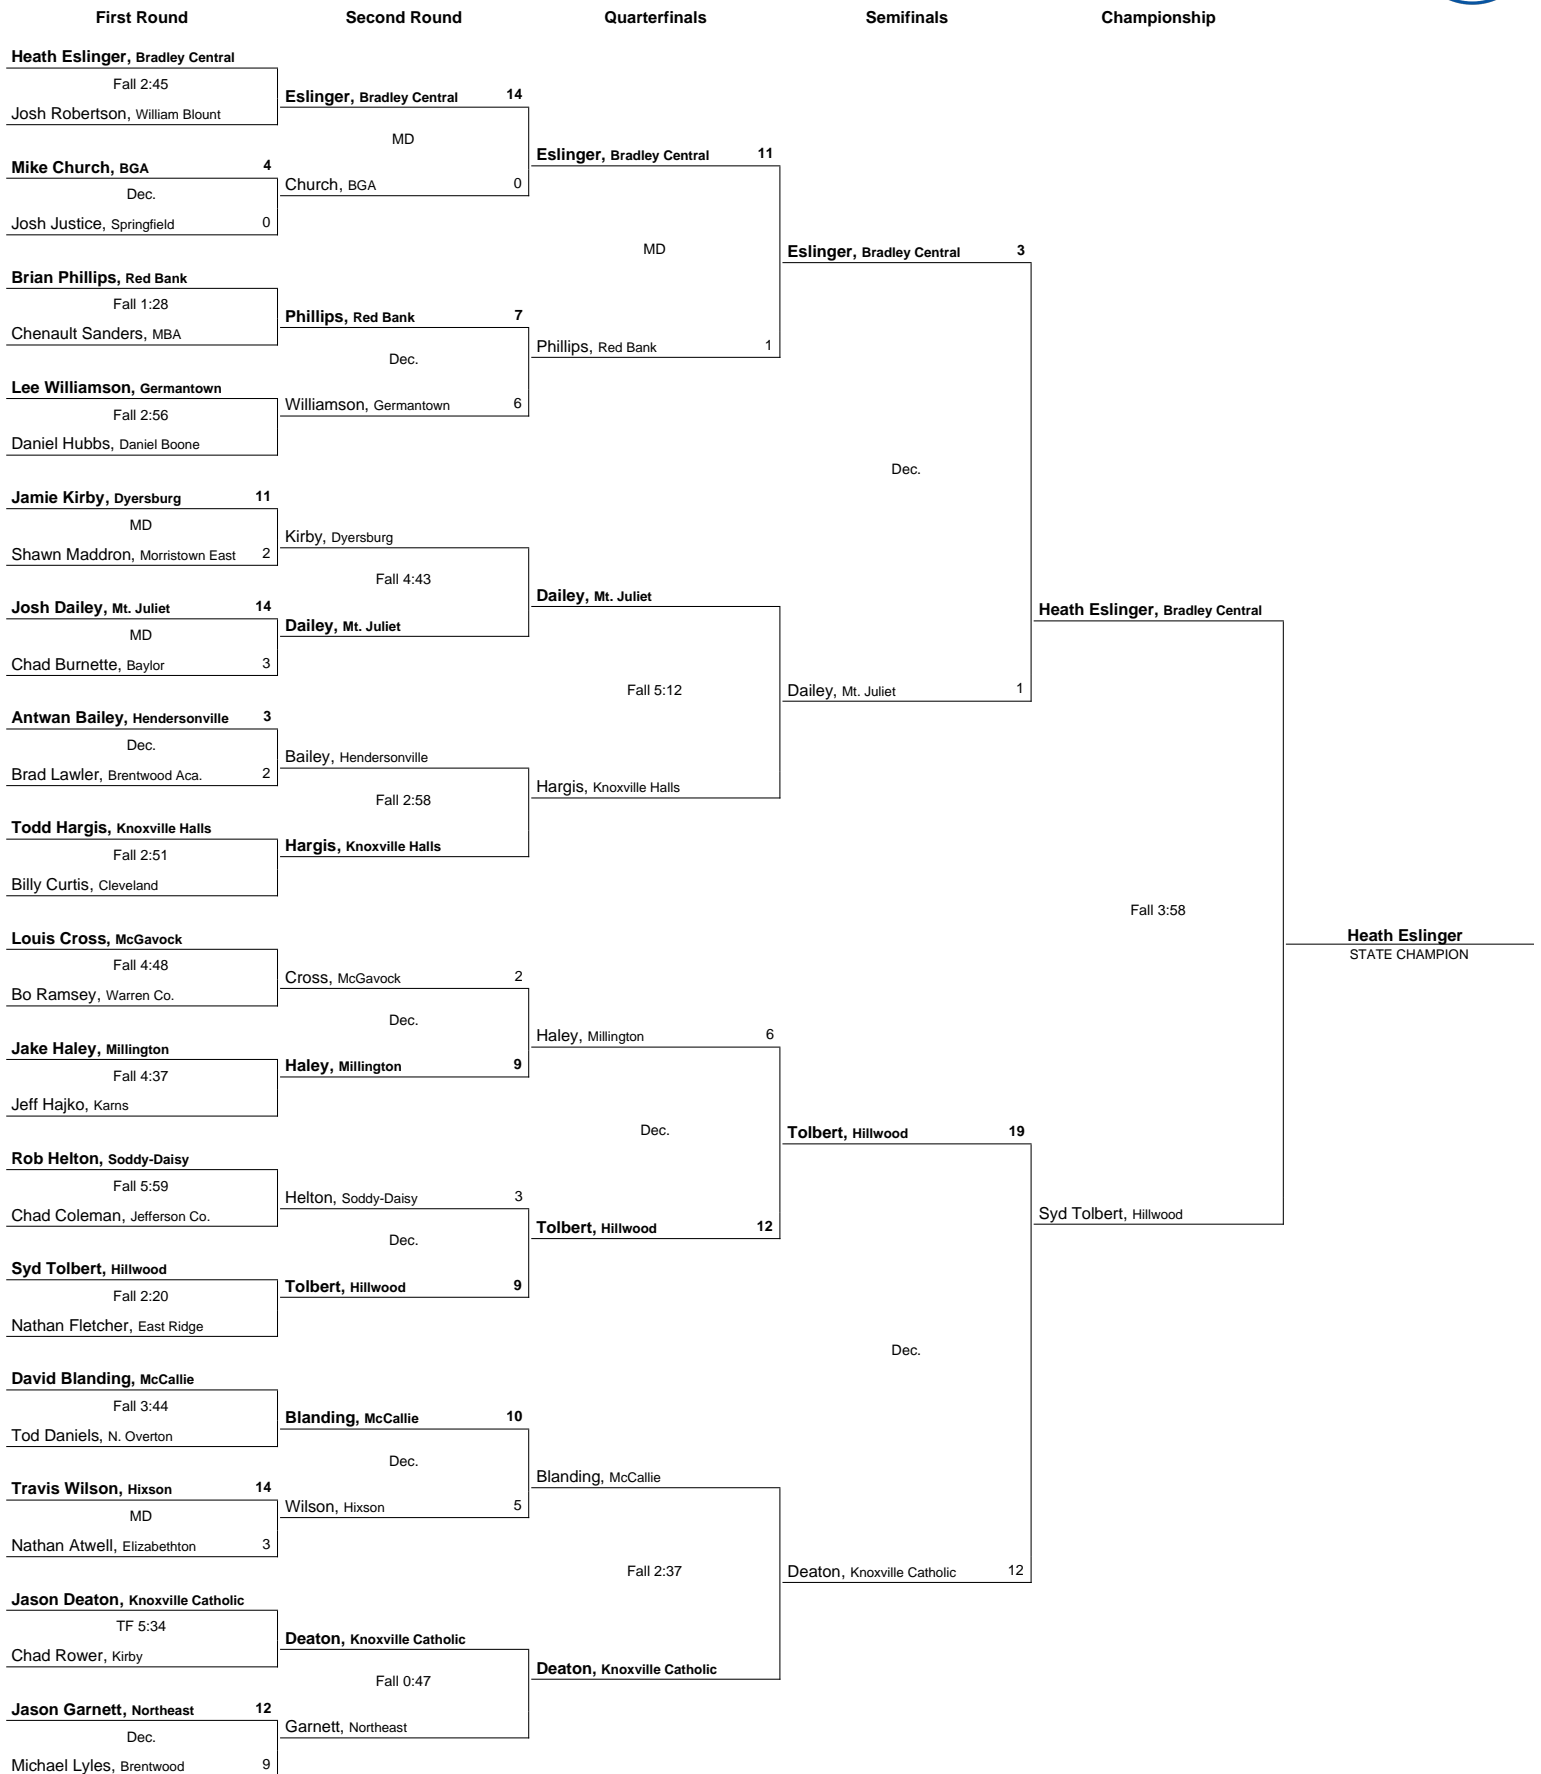 First Round Second Round Quarterfinals Semifinals Championship
Heath Eslinger, Bradley Central
Fall 2:45
Josh Robertson, William Blount
Mike Church, BGA 4
Dec.
Josh Justice, Springfield 0
Brian Phillips, Red Bank
Fall 1:28
Chenault Sanders, MBA
Lee Williamson, Germantown
Fall 2:56
Daniel Hubbs, Daniel Boone
Jamie Kirby, Dyersburg 11
MD
Shawn Maddron, Morristown East 2
Josh Dailey, Mt. Juliet 14
MD
Chad Burnette, Baylor 3
Antwan Bailey, Hendersonville 3
Dec.
Brad Lawler, Brentwood Aca. 2
Todd Hargis, Knoxville Halls
Fall 2:51
Billy Curtis, Cleveland
Louis Cross, McGavock
Fall 4:48
Bo Ramsey, Warren Co.
Jake Haley, Millington
Fall 4:37
Jeff Hajko, Karns
Rob Helton, Soddy-Daisy
Fall 5:59
Chad Coleman, Jefferson Co.
Syd Tolbert, Hillwood
Fall 2:20
Nathan Fletcher, East Ridge
David Blanding, McCallie
Fall 3:44
Tod Daniels, N. Overton
Travis Wilson, Hixson 14
MD
Nathan Atwell, Elizabethton 3
Jason Deaton, Knoxville Catholic
TF 5:34
Chad Rower, Kirby
Jason Garnett, Northeast 12
Dec.
Michael Lyles, Brentwood 9
Eslinger, Bradley Central 14
MD
Church, BGA 0
Phillips, Red Bank 7
Dec.
Williamson, Germantown 6
Kirby, Dyersburg
Fall 4:43
Dailey, Mt. Juliet
Bailey, Hendersonville
Fall 2:58
Hargis, Knoxville Halls
Cross, McGavock 2
Dec.
Haley, Millington 9
Helton, Soddy-Daisy 3
Dec.
Tolbert, Hillwood 9
Blanding, McCallie 10
Dec.
Wilson, Hixson 5
Deaton, Knoxville Catholic
Fall 0:47
Garnett, Northeast
Eslinger, Bradley Central 11
MD
Phillips, Red Bank 1
Dailey, Mt. Juliet
Fall 5:12
Hargis, Knoxville Halls
Haley, Millington 6
Dec.
Tolbert, Hillwood 12
Blanding, McCallie
Fall 2:37
Deaton, Knoxville Catholic
Eslinger, Bradley Central 3
Dec.
Dailey, Mt. Juliet 1
Tolbert, Hillwood 19
Dec.
Deaton, Knoxville Catholic 12
Heath Eslinger, Bradley Central
Fall 3:58
Syd Tolbert, Hillwood
Heath Eslinger
STATE CHAMPION